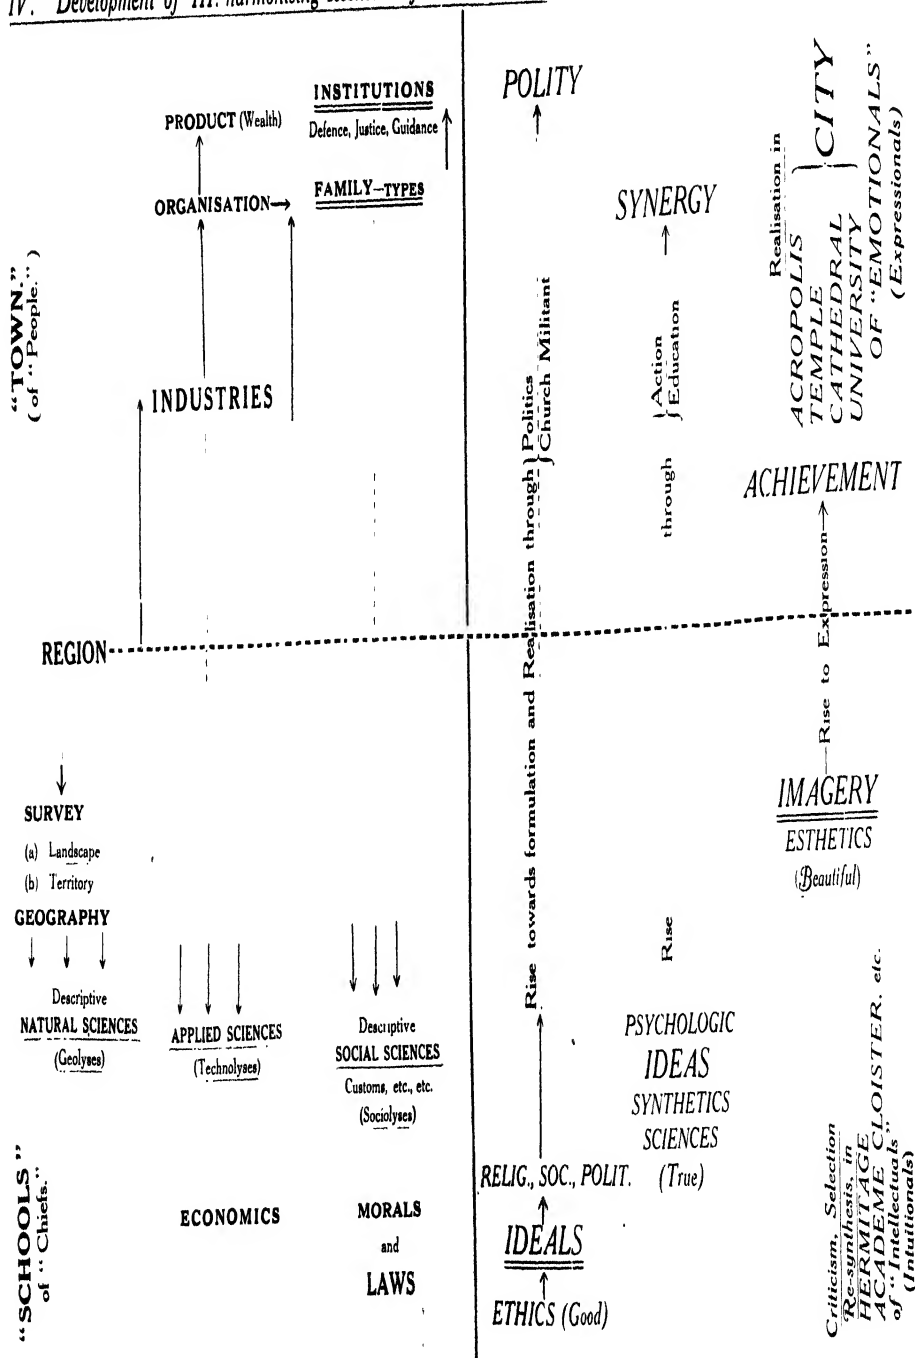 IV. Development of III. harmonising
"TOWN."
(of "People.")
PRODUCT (Wealth)
ORGANISATION
INDUSTRIES
INSTITUTIONS
Defence, Justice, Guidance
FAMILY-TYPES
POLITY
SYNERGY
Realisation in
ACROPOLIS
TEMPLE
CATHEDRAL
UNIVERSITY
CITY
OF "EMOTIONALS"
(Expressionals)
Rise towards formulation and Realisation through
Politics
Church Militant
Rise
through
Action
Education
ACHIEVEMENT
Rise to Expression
REGION
IMAGERY
ESTHETICS
(Beautiful)
SURVEY
(a) Landscape
(b) Territory
GEOGRAPHY
Descriptive
NATURAL SCIENCES
(Geolyses)
APPLIED SCIENCES
(Technolyses)
Descriptive
SOCIAL SCIENCES
Customs, etc., etc.
(Sociolyses)
PSYCHOLOGIC
IDEAS
SYNTHETICS
SCIENCES
(True)
"SCHOOLS"
of "Chiefs."
ECONOMICS
MORALS
and
LAWS
RELIG., SOC., POLIT.
IDEALS
ETHICS (Good)
Criticism, Selection
Re-synthesis, in
HERMITAGE
ACADEME CLOISTER, etc.
of "Intellectuals"
(Intuitionals)